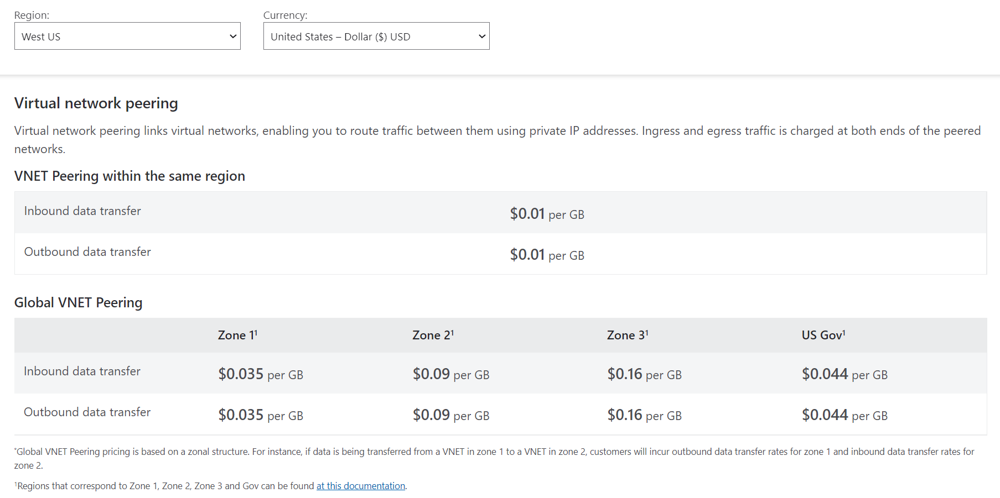 Region:
Currency:
West US
United States – Dollar ($) USD
Virtual network peering
Virtual network peering links virtual networks, enabling you to route traffic between them using private IP addresses. Ingress and egress traffic is charged at both ends of the peered
networks.
VNET Peering within the same region
Inbound data transfer $0.01 per GB
Outbound data transfer $0.01 per GB
Global VNET Peering
Zone 1¹ Zone 2¹ Zone 3¹ US Gov¹
Inbound data transfer $0.035 per GB $0.09 per GB $0.16 per GB $0.044 per GB
Outbound data transfer $0.035 per GB $0.09 per GB $0.16 per GB $0.044 per GB
*Global VNET Peering pricing is based on a zonal structure. For instance, if data is being transferred from a VNET in zone 1 to a VNET in zone 2, customers will incur outbound data transfer rates for zone 1 and inbound data transfer rates for
zone 2.
¹Regions that correspond to Zone 1, Zone 2, Zone 3 and Gov can be found at this documentation.